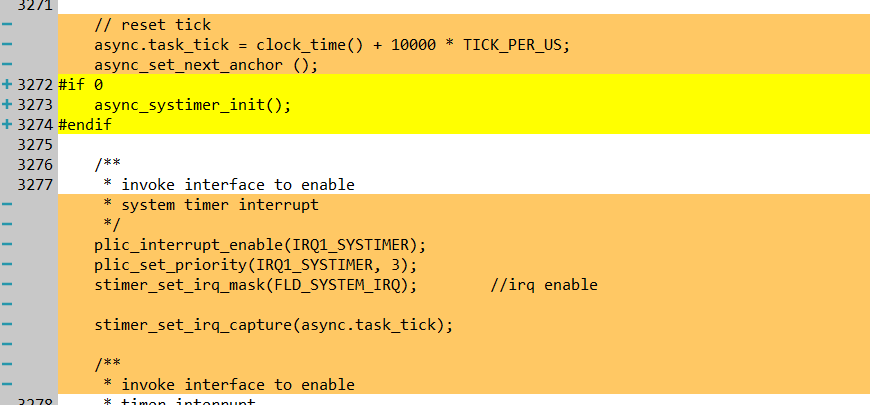 3271
− // reset tick
− async.task_tick = clock_time() + 10000 * TICK_PER_US;
− async_set_next_anchor ();
+ 3272 #if 0
+ 3273 async_systimer_init();
+ 3274 #endif
3275
3276 /**
3277 * invoke interface to enable
− * system timer interrupt
− */
− plic_interrupt_enable(IRQ1_SYSTIMER);
− plic_set_priority(IRQ1_SYSTIMER, 3);
− stimer_set_irq_mask(FLD_SYSTEM_IRQ); //irq enable
−
− stimer_set_irq_capture(async.task_tick);
−
− /**
− * invoke interface to enable
3278 * timer interrupt